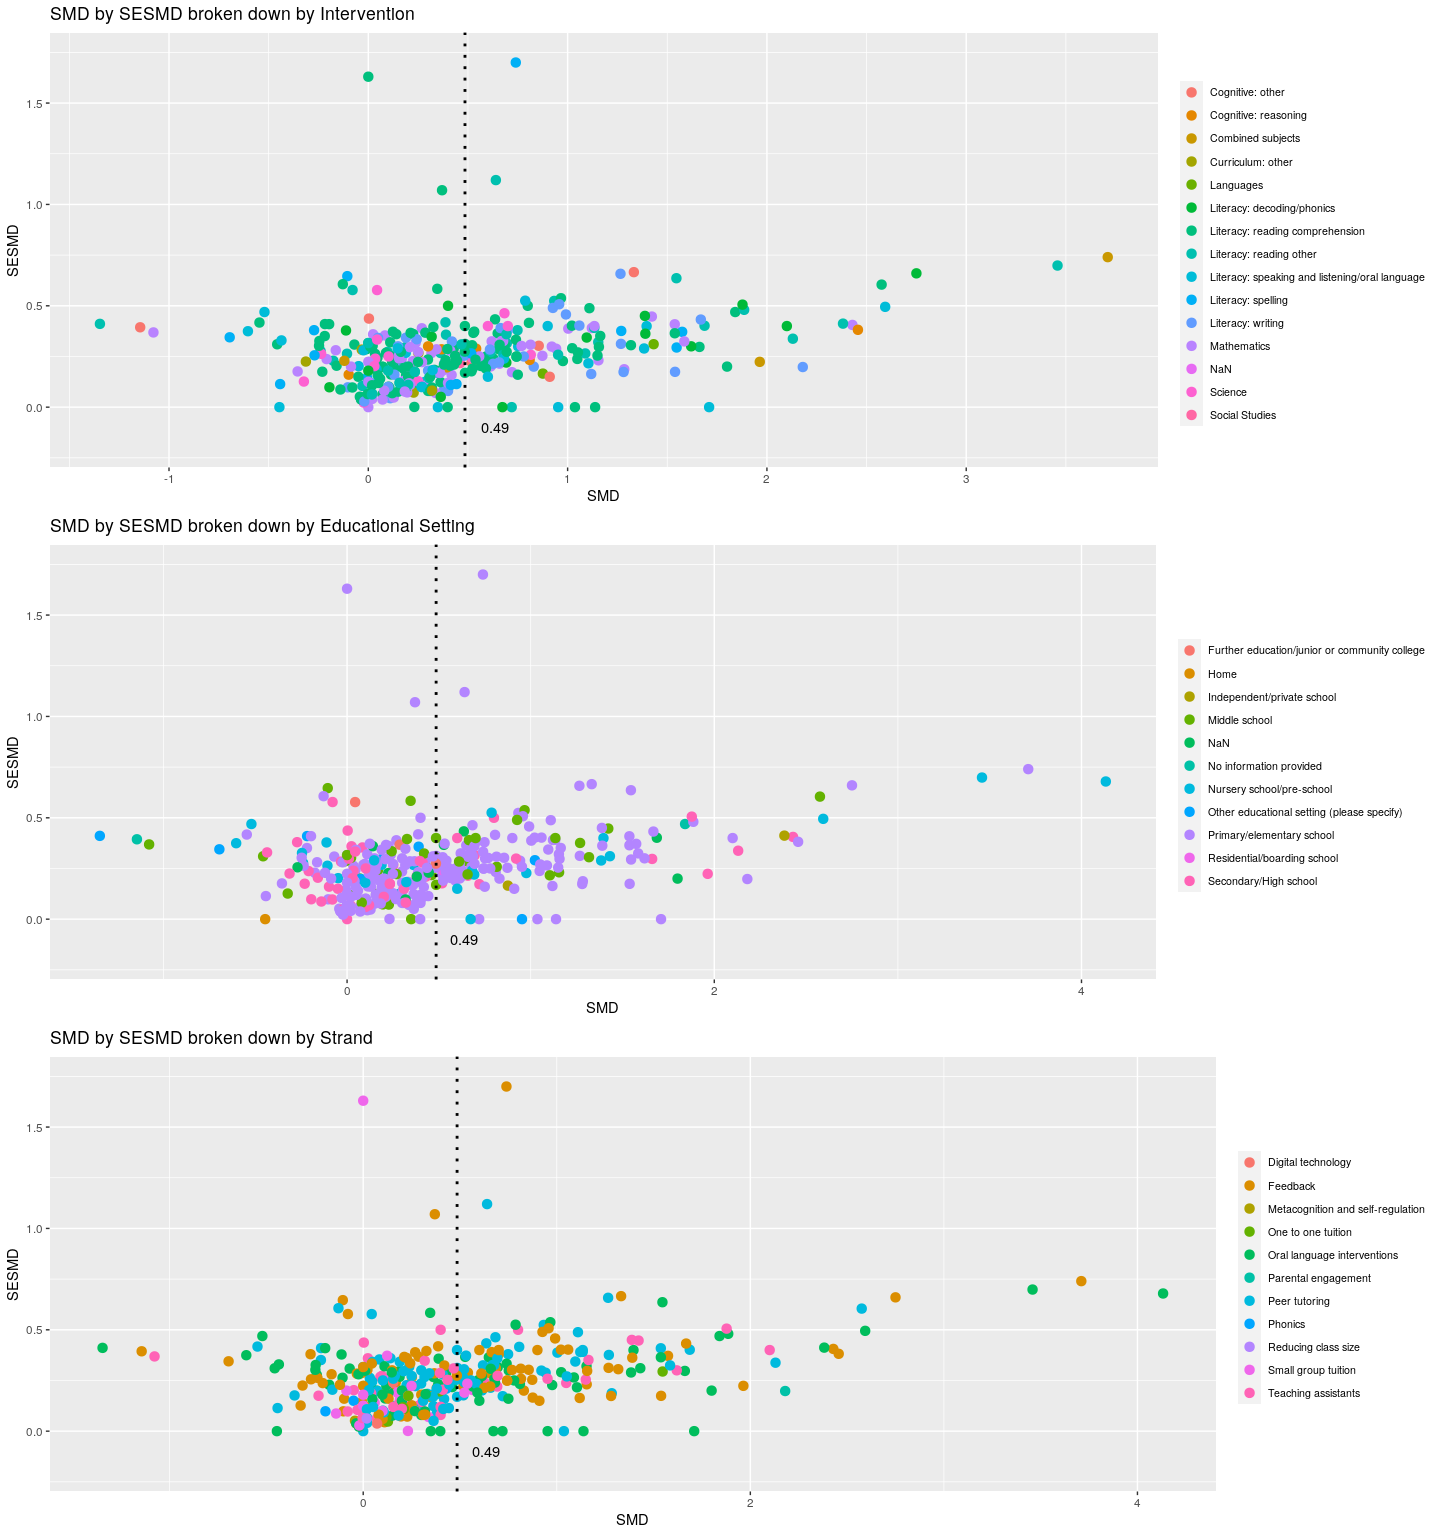 SMD by SESMD broken down by Intervention
SESMD
1.5
1.0
0.5
0.0
0.49
-1
0
1
2
3
SMD
Cognitive: other
Cognitive: reasoning
Combined subjects
Curriculum: other
Languages
Literacy: decoding/phonics
Literacy: reading comprehension
Literacy: reading other
Literacy: speaking and listening/oral language
Literacy: spelling
Literacy: writing
Mathematics
NaN
Science
Social Studies
SMD by SESMD broken down by Educational Setting
SESMD
1.5
1.0
0.5
0.0
0.49
0
2
4
SMD
Further education/junior or community college
Home
Independent/private school
Middle school
NaN
No information provided
Nursery school/pre-school
Other educational setting (please specify)
Primary/elementary school
Residential/boarding school
Secondary/High school
SMD by SESMD broken down by Strand
SESMD
1.5
1.0
0.5
0.0
0.49
0
2
4
SMD
Digital technology
Feedback
Metacognition and self-regulation
One to one tuition
Oral language interventions
Parental engagement
Peer tutoring
Phonics
Reducing class size
Small group tuition
Teaching assistants